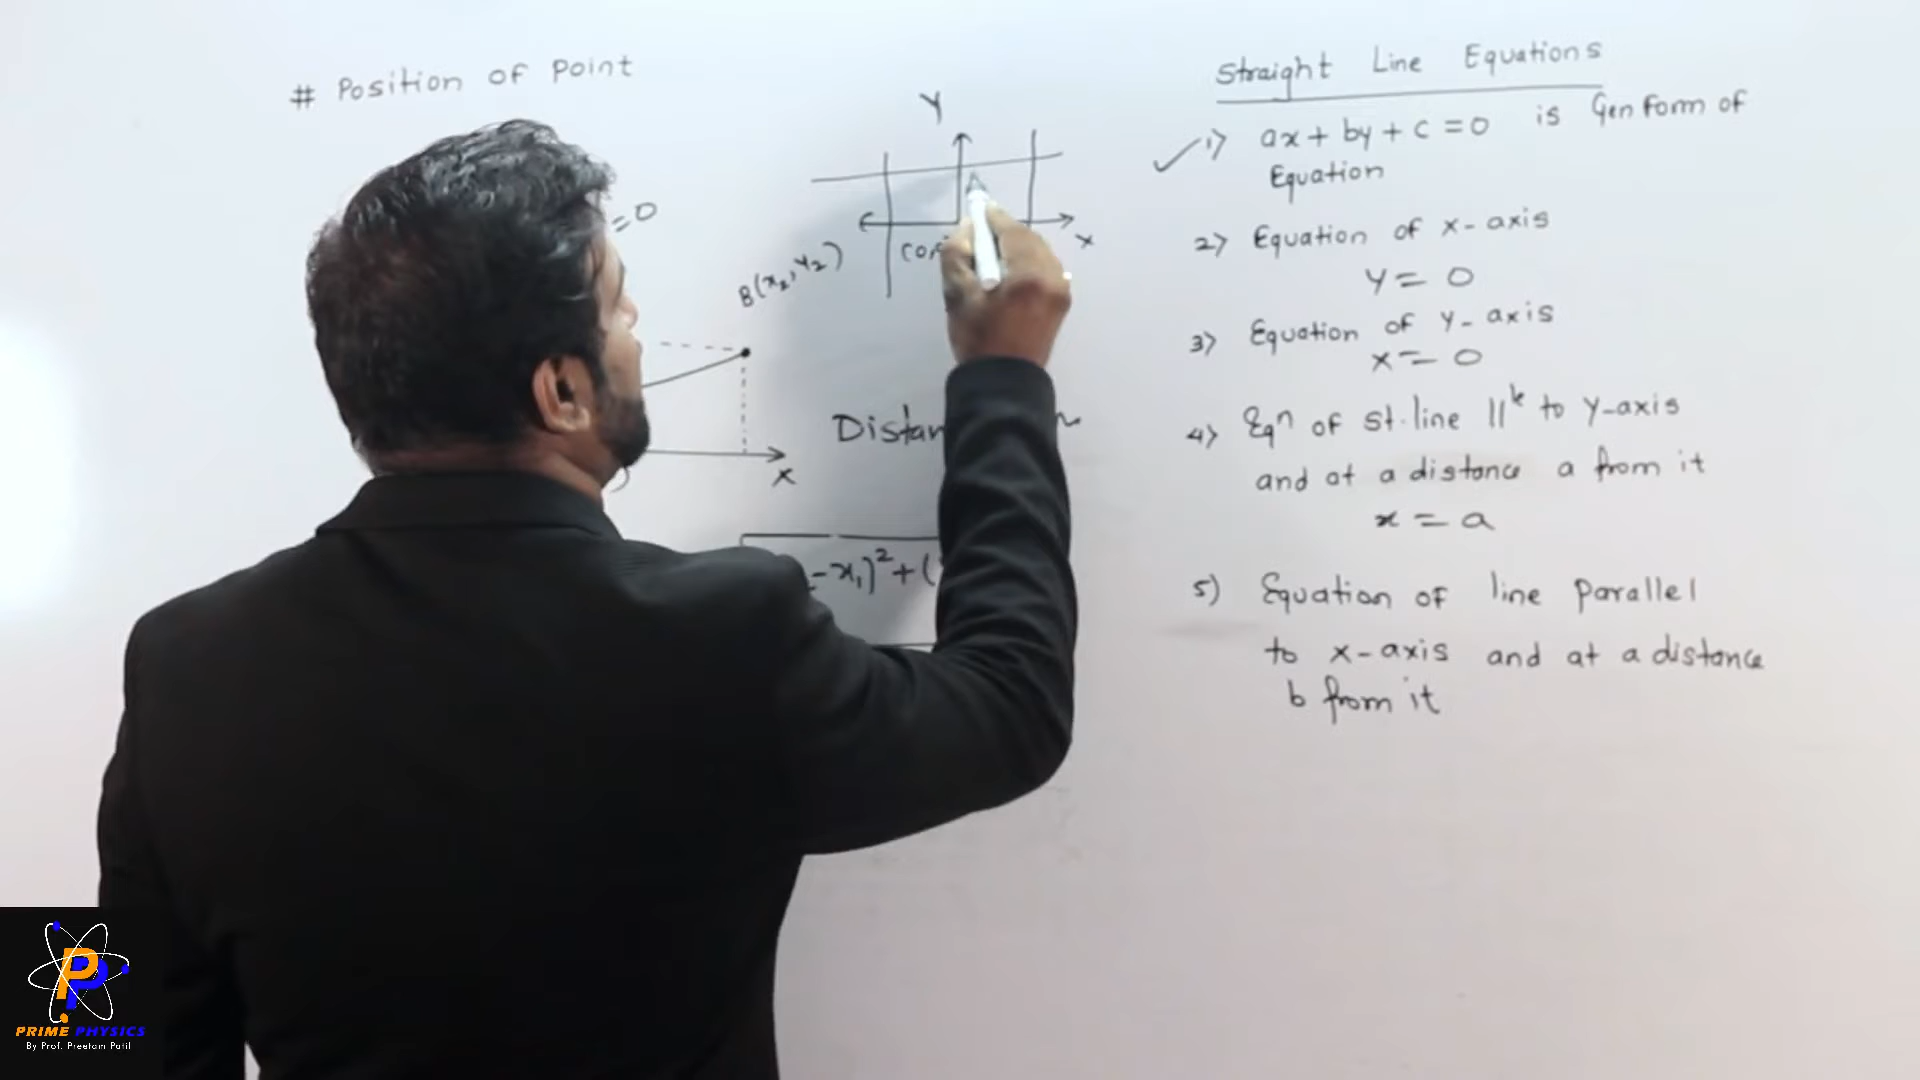 # Position of Point
=0
B(x₂, Y₂)
X
Y
X
Distan
-x₁)²+(
Straight Line Equations
✓ 1) ax + by + c = 0 is Gen Form of
Equation
2) Equation of x-axis
Y = 0
3) Equation of Y-axis
x = 0
4) Eqⁿ of st.line ||ᵏ to Y-axis
and at a distance a from it
x = a
5) Equation of line Parallel
to x-axis and at a distance
b from it
PRIME PHYSICS
By Prof. Preetam Patil